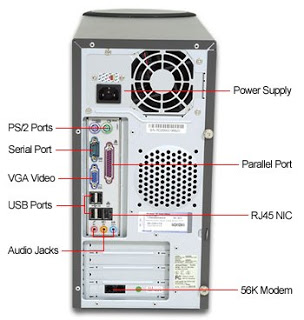 Power Supply
PS/2 Ports
Serial Port
Parallel Port
VGA Video
USB Ports
RJ45 NIC
Audio Jacks
56K Modem